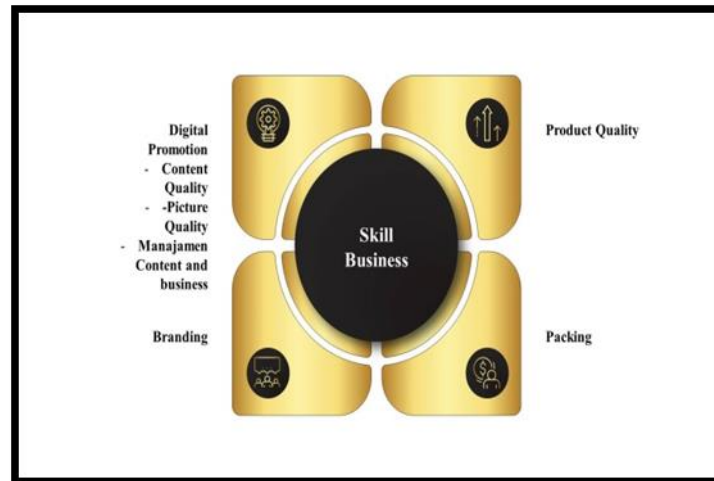 Digital
Promotion
- Content
Quality
- -Picture
Quality
- Manajamen
Content and
business
Product Quality
Skill
Business
Branding
Packing